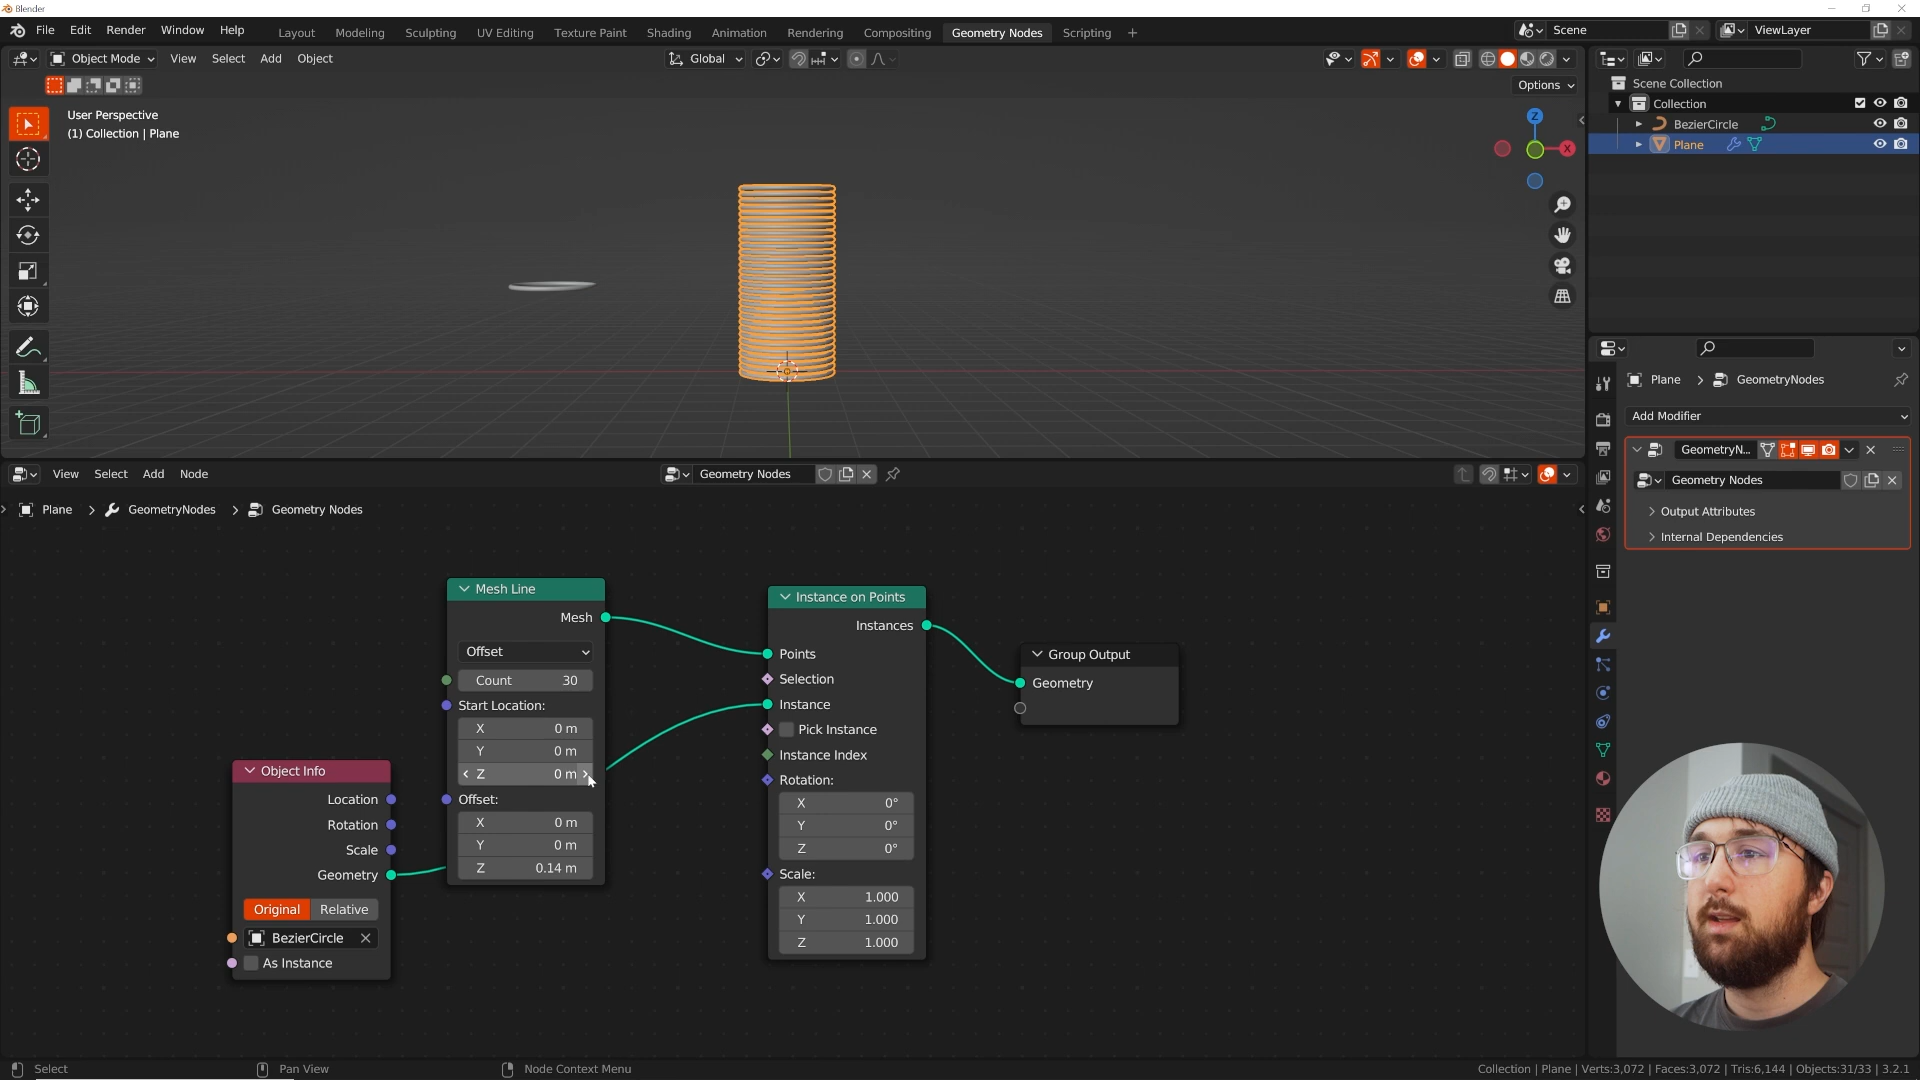 Blender
File Edit Render Window Help
Layout Modeling Sculpting UV Editing Texture Paint Shading Animation Rendering Compositing Geometry Nodes Scripting
Scene
ViewLayer
Object Mode View Select Add Object
Global
Options
User Perspective
(1) Collection | Plane
Z
X
Scene Collection
Collection
BezierCircle
Plane
Plane GeometryNodes
Add Modifier
GeometryN...
Geometry Nodes
Output Attributes
Internal Dependencies
View Select Add Node
Geometry Nodes
Plane GeometryNodes Geometry Nodes
Mesh Line
Mesh
Offset
Count 30
Start Location:
X 0 m
Y 0 m
Z 0 m
Offset:
X 0 m
Y 0 m
Z 0.14 m
Object Info
Location
Rotation
Scale
Geometry
Original Relative
BezierCircle
As Instance
Instance on Points
Instances
Points
Selection
Instance
Pick Instance
Instance Index
Rotation:
X 0°
Y 0°
Z 0°
Scale:
X 1.000
Y 1.000
Z 1.000
Group Output
Geometry
Select
Pan View
Node Context Menu
Collection | Plane | Verts:3,072 | Faces:3,072 | Tris:6,144 | Objects:31/33 | 3.2.1